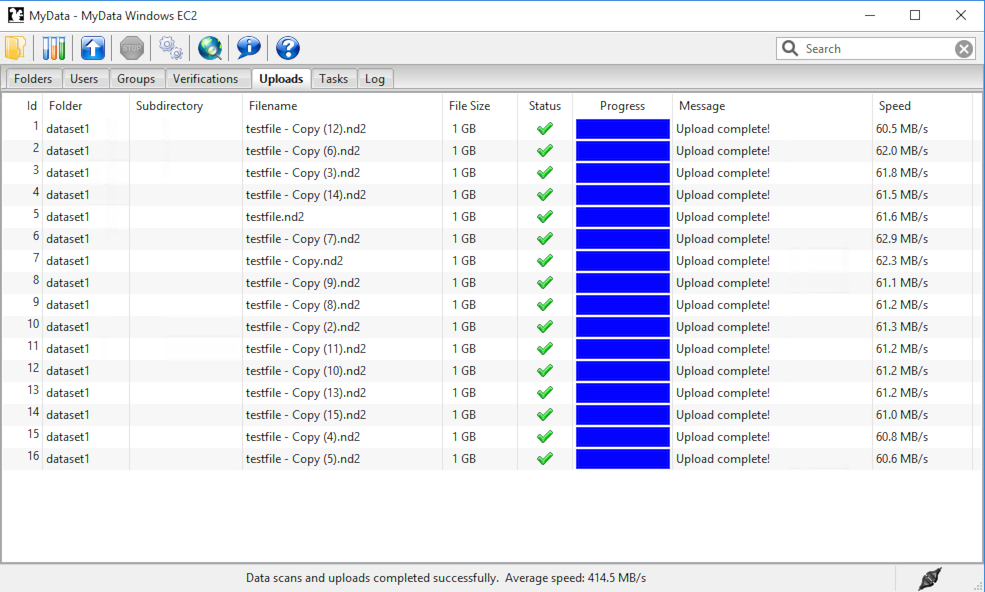 MyData - MyData Windows EC2
STOP
Search
Folders Users Groups Verifications Uploads Tasks Log
Id Folder Subdirectory Filename File Size Status Progress Message Speed
1 dataset1 testfile - Copy (12).nd2 1 GB Upload complete! 60.5 MB/s
2 dataset1 testfile - Copy (6).nd2 1 GB Upload complete! 62.0 MB/s
3 dataset1 testfile - Copy (3).nd2 1 GB Upload complete! 61.8 MB/s
4 dataset1 testfile - Copy (14).nd2 1 GB Upload complete! 61.5 MB/s
5 dataset1 testfile.nd2 1 GB Upload complete! 61.6 MB/s
6 dataset1 testfile - Copy (7).nd2 1 GB Upload complete! 62.9 MB/s
7 dataset1 testfile - Copy.nd2 1 GB Upload complete! 62.3 MB/s
8 dataset1 testfile - Copy (9).nd2 1 GB Upload complete! 61.1 MB/s
9 dataset1 testfile - Copy (8).nd2 1 GB Upload complete! 61.2 MB/s
10 dataset1 testfile - Copy (2).nd2 1 GB Upload complete! 61.3 MB/s
11 dataset1 testfile - Copy (11).nd2 1 GB Upload complete! 61.2 MB/s
12 dataset1 testfile - Copy (10).nd2 1 GB Upload complete! 61.2 MB/s
13 dataset1 testfile - Copy (13).nd2 1 GB Upload complete! 61.2 MB/s
14 dataset1 testfile - Copy (15).nd2 1 GB Upload complete! 61.0 MB/s
15 dataset1 testfile - Copy (4).nd2 1 GB Upload complete! 60.8 MB/s
16 dataset1 testfile - Copy (5).nd2 1 GB Upload complete! 60.6 MB/s
Data scans and uploads completed successfully. Average speed: 414.5 MB/s